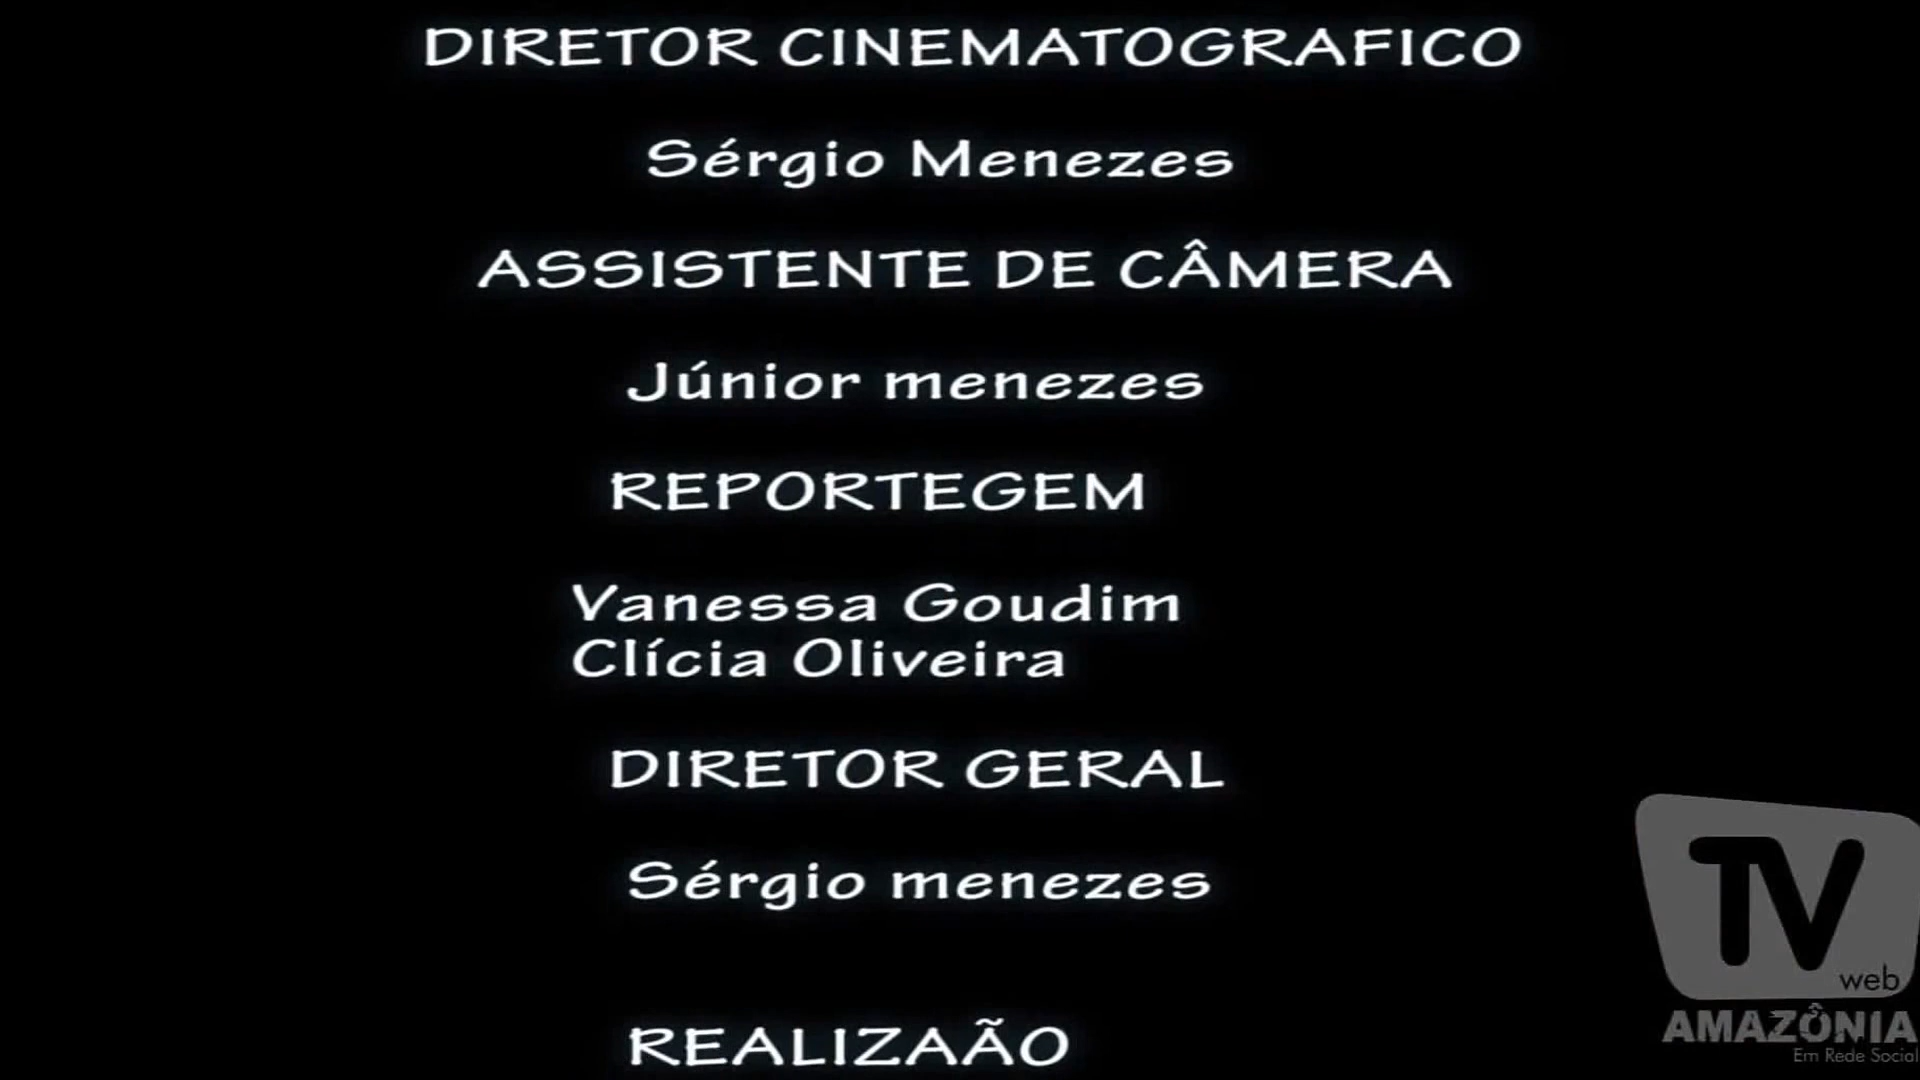 DIRETOR CINEMATOGRAFICO
Sérgio Menezes
ASSISTENTE DE CÂMERA
Júnior menezes
REPORTEGEM
Vanessa Goudim
Clícia Oliveira
DIRETOR GERAL
Sérgio menezes
REALIZAÃO
TV
web
AMAZÔNIA
Em Rede Social